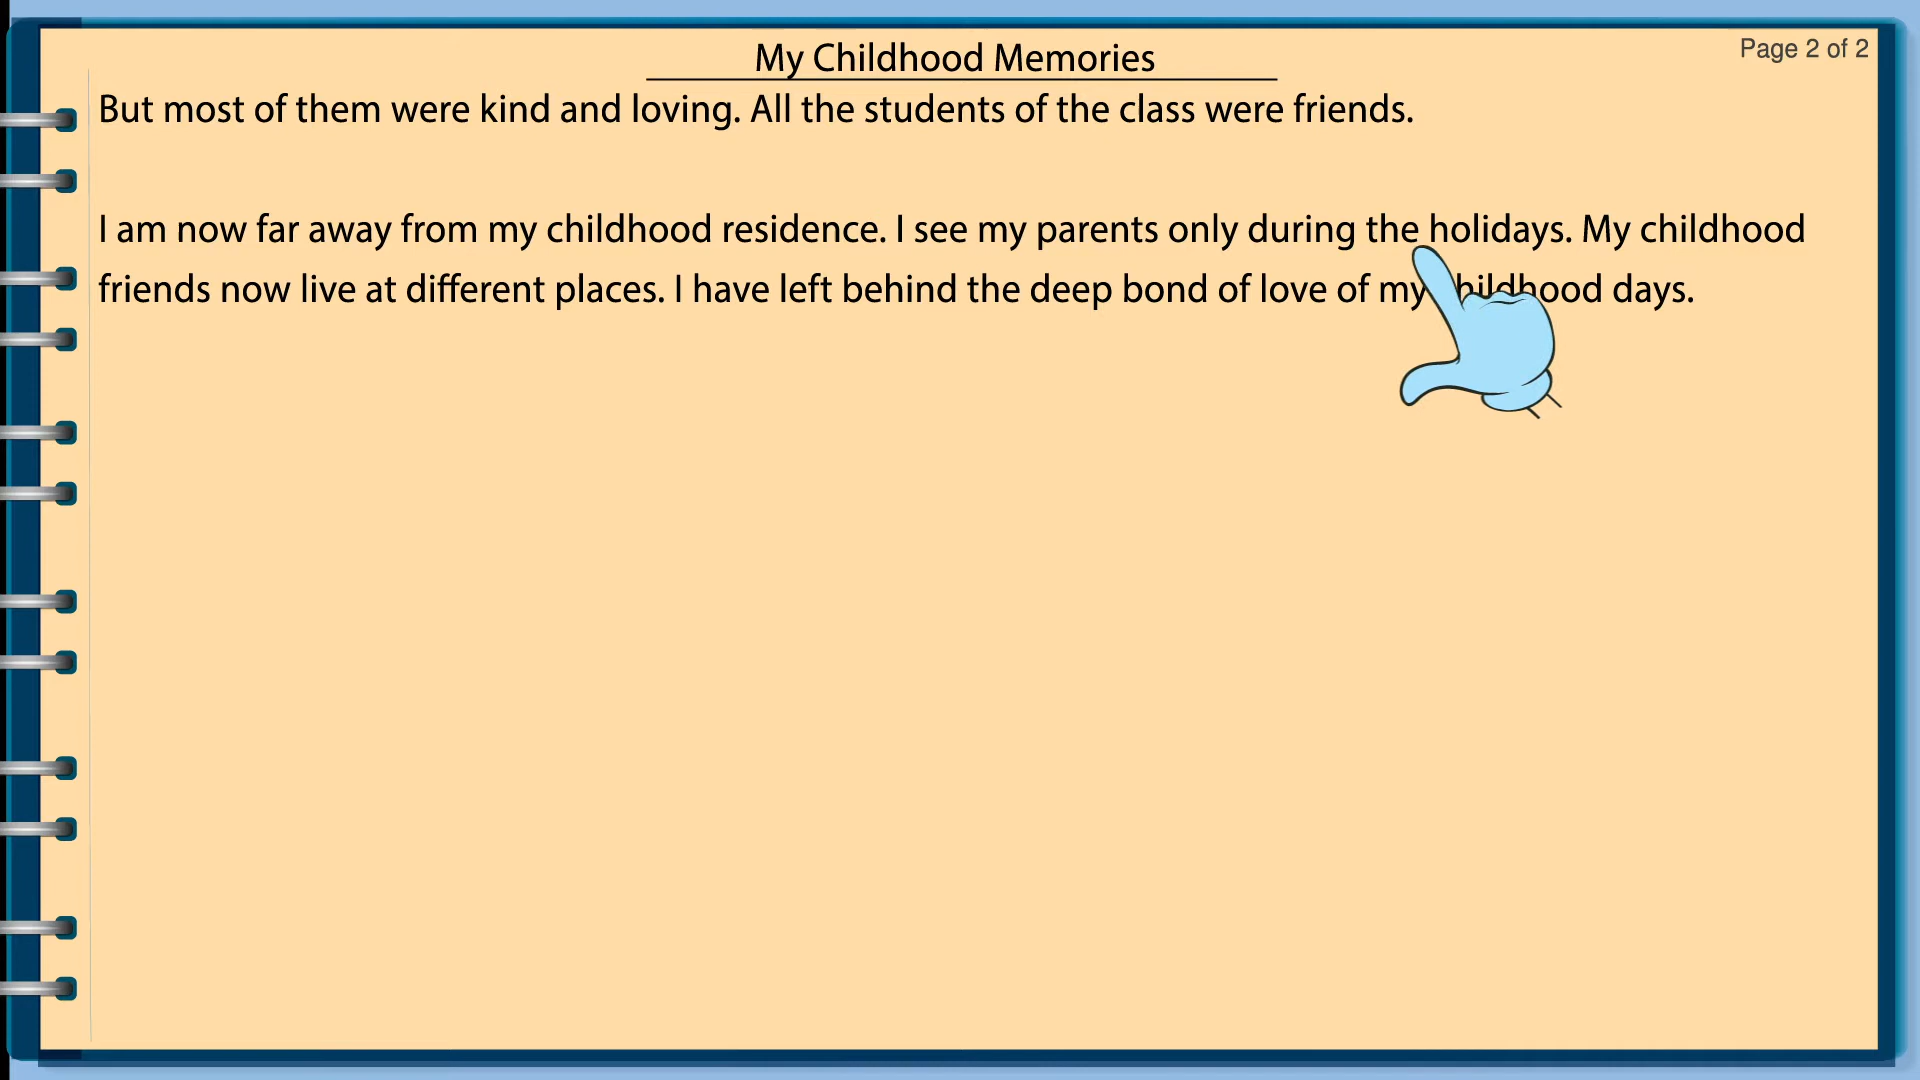 My Childhood Memories
Page 2 of 2
But most of them were kind and loving. All the students of the class were friends.
I am now far away from my childhood residence. I see my parents only during the holidays. My childhood
friends now live at different places. I have left behind the deep bond of love of my childhood days.